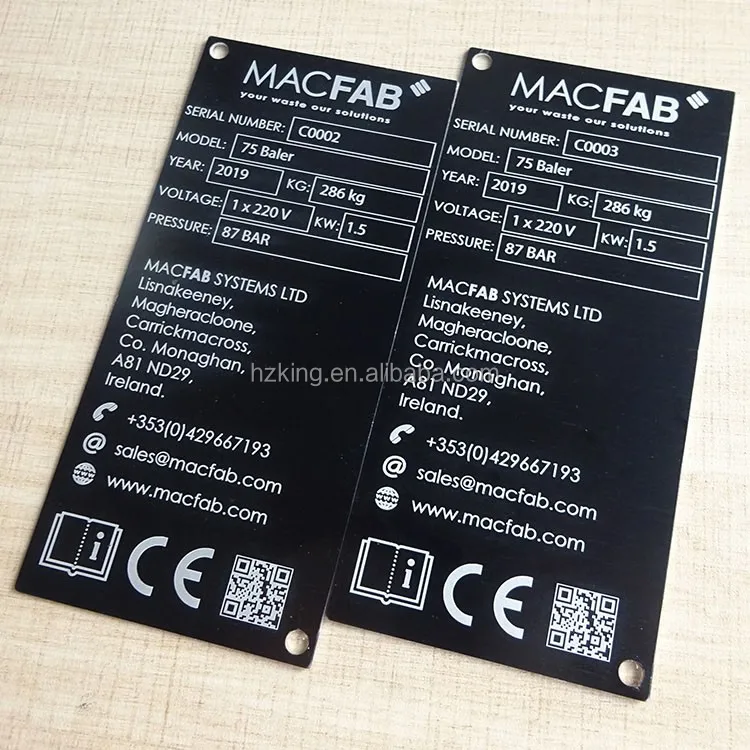 MACFAB
your waste our solutions
SERIAL NUMBER: C0002
MODEL: 75 Baler
YEAR: 2019 KG: 286 kg
VOLTAGE: 1 x 220 V KW: 1.5
PRESSURE: 87 BAR
MACFAB SYSTEMS LTD
Lisnakeeney,
Magheracloone,
Carrickmacross,
Co. Monaghan,
A81 ND29,
Ireland.
+353(0)429667193
@ sales@macfab.com
www www.macfab.com
i CE
MACFAB
your waste our solutions
SERIAL NUMBER: C0003
MODEL: 75 Baler
YEAR: 2019 KG: 286 kg
VOLTAGE: 1 x 220 V KW: 1.5
PRESSURE: 87 BAR
MACFAB SYSTEMS LTD
Lisnakeeney,
Magheracloone,
Carrickmacross,
Co. Monaghan,
A81 ND29,
Ireland.
+353(0)429667193
@ sales@macfab.com
www www.macfab.com
i CE
hzking.en.alibaba.com